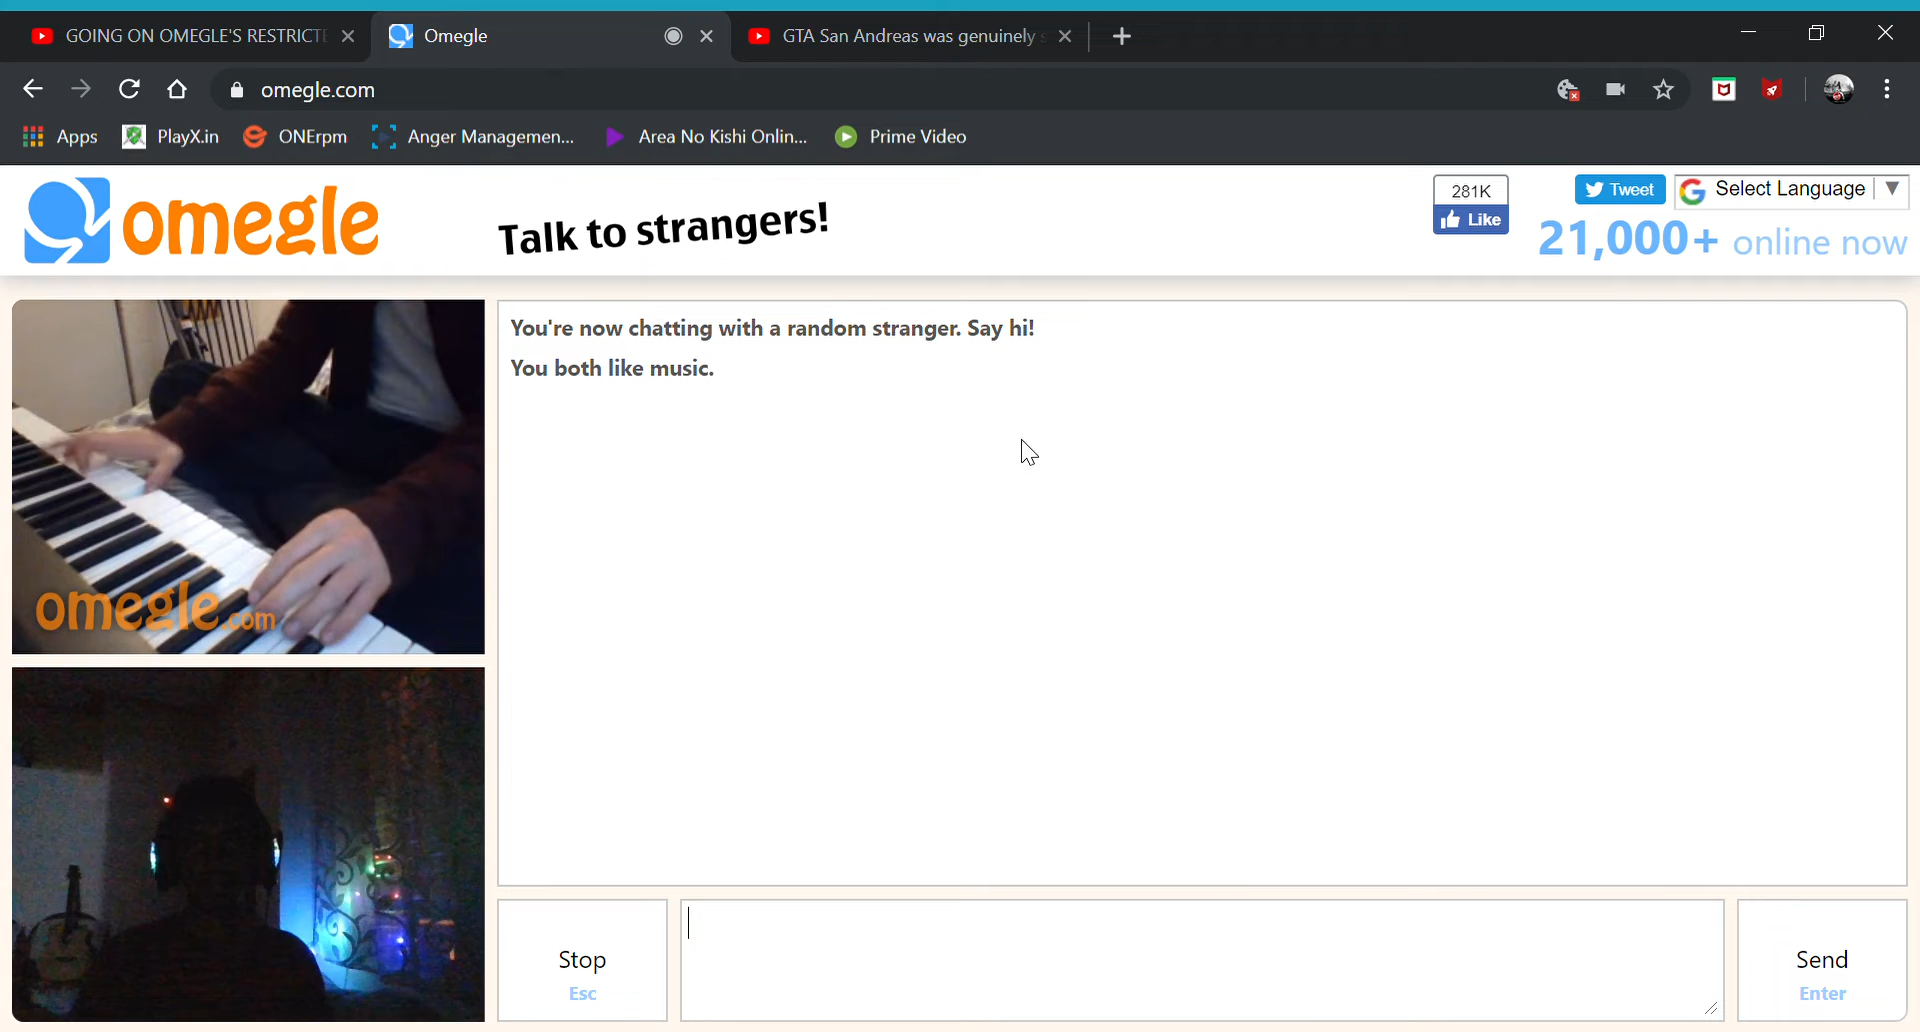 GOING ON OMEGLE'S RESTRICTE
Omegle
GTA San Andreas was genuinely s
omegle.com
Apps
PlayX.in
ONErpm
Anger Managemen...
Area No Kishi Onlin...
Prime Video
omegle
Talk to strangers!
281K
Like
Tweet
Select Language
21,000+ online now
omegle.com
You're now chatting with a random stranger. Say hi!
You both like music.
Stop
Esc
Send
Enter